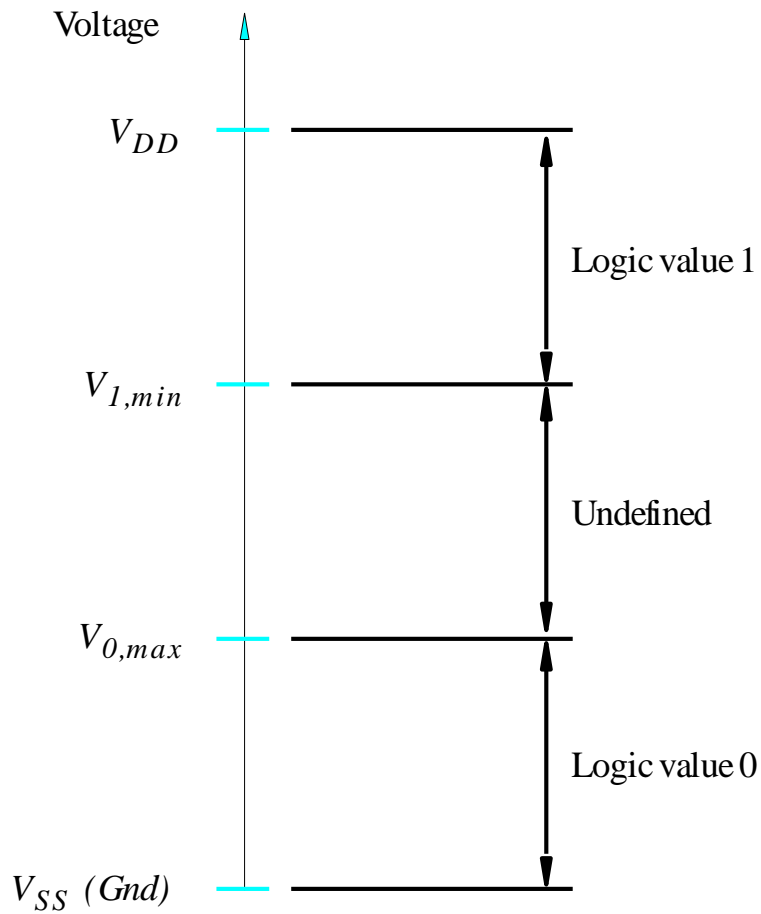 Voltage
V_DD
Logic value 1
V_1,min
Undefined
V_0,max
Logic value 0
V_SS (Gnd)